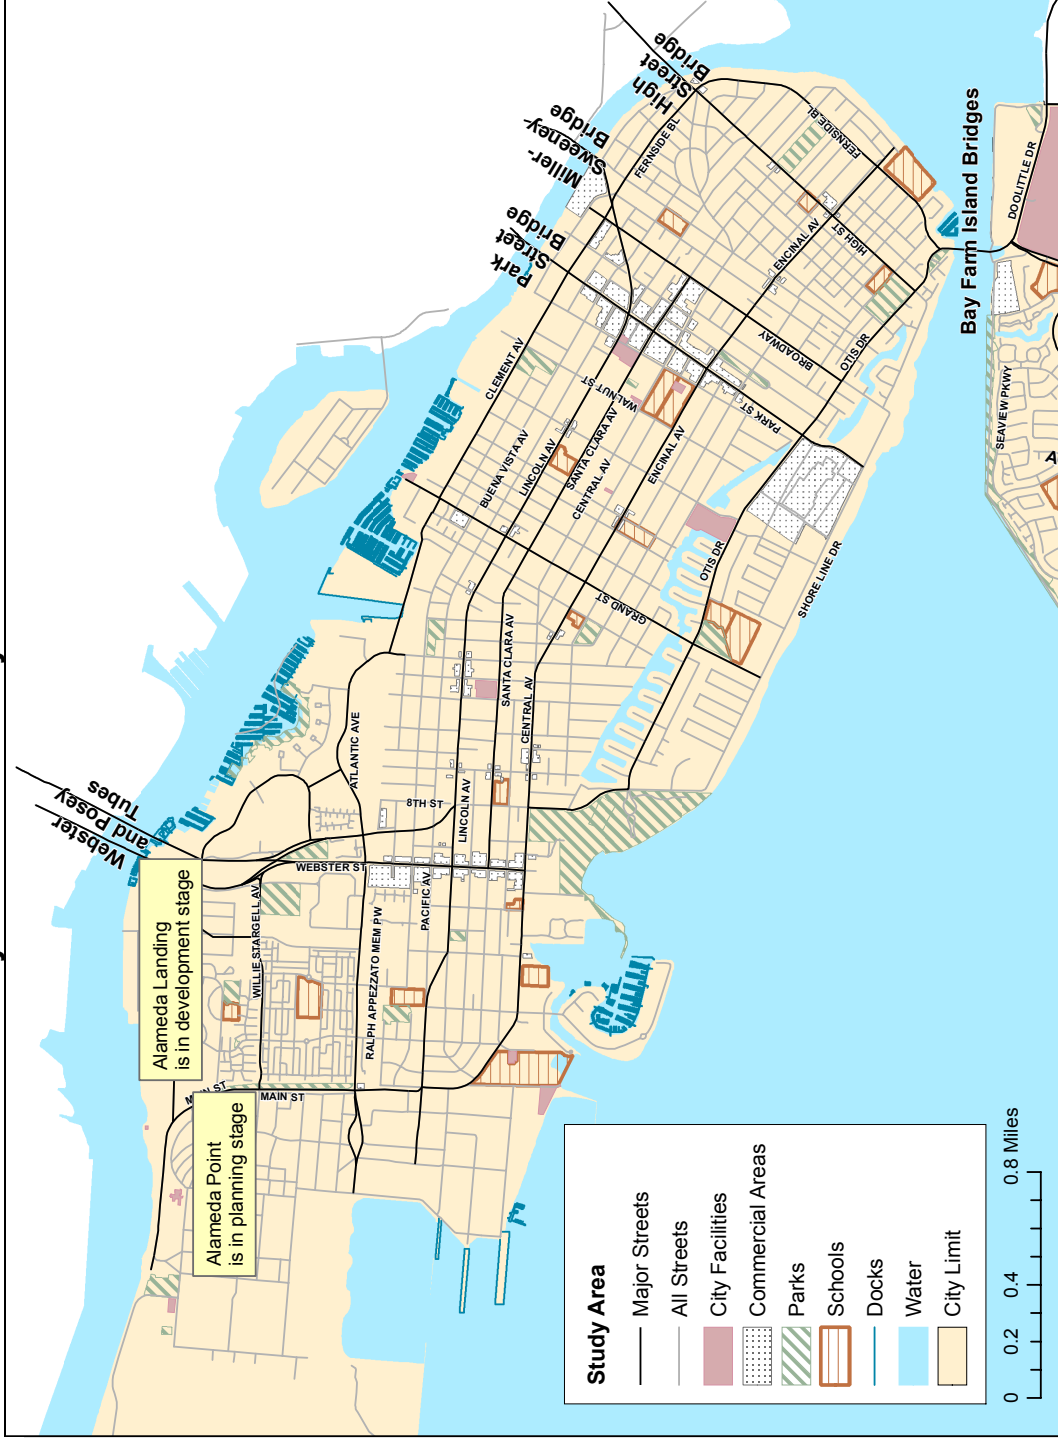 Webster
and Posey
Tubes
Park
Street
Bridge
Miller-
Sweeney
Bridge
High
Street
Bridge
Bay Farm Island Bridges
Alameda Landing
is in development stage
Alameda Point
is in planning stage
MAIN ST
MAIN ST
WILLIE STARGELL AV
WEBSTER ST
RALPH APPEZZATO MEM PW
PACIFIC AV
8TH ST
ATLANTIC AVE
LINCOLN AV
SANTA CLARA AV
CENTRAL AV
CLEMENT AV
BUENA VISTA AV
LINCOLN AV
SANTA CLARA AV
CENTRAL AV
ENCINAL AV
WALNUT ST
GRAND ST
OTIS DR
SHORE LINE DR
PARK ST
BROADWAY
OTIS DR
ENCINAL AV
HIGH ST
FERNSIDE BL
FERNSIDE BL
DOOLITTLE DR
SEAVIEW PKWY
A
Study Area
Major Streets
All Streets
City Facilities
Commercial Areas
Parks
Schools
Docks
Water
City Limit
0 0.2 0.4 0.8 Miles